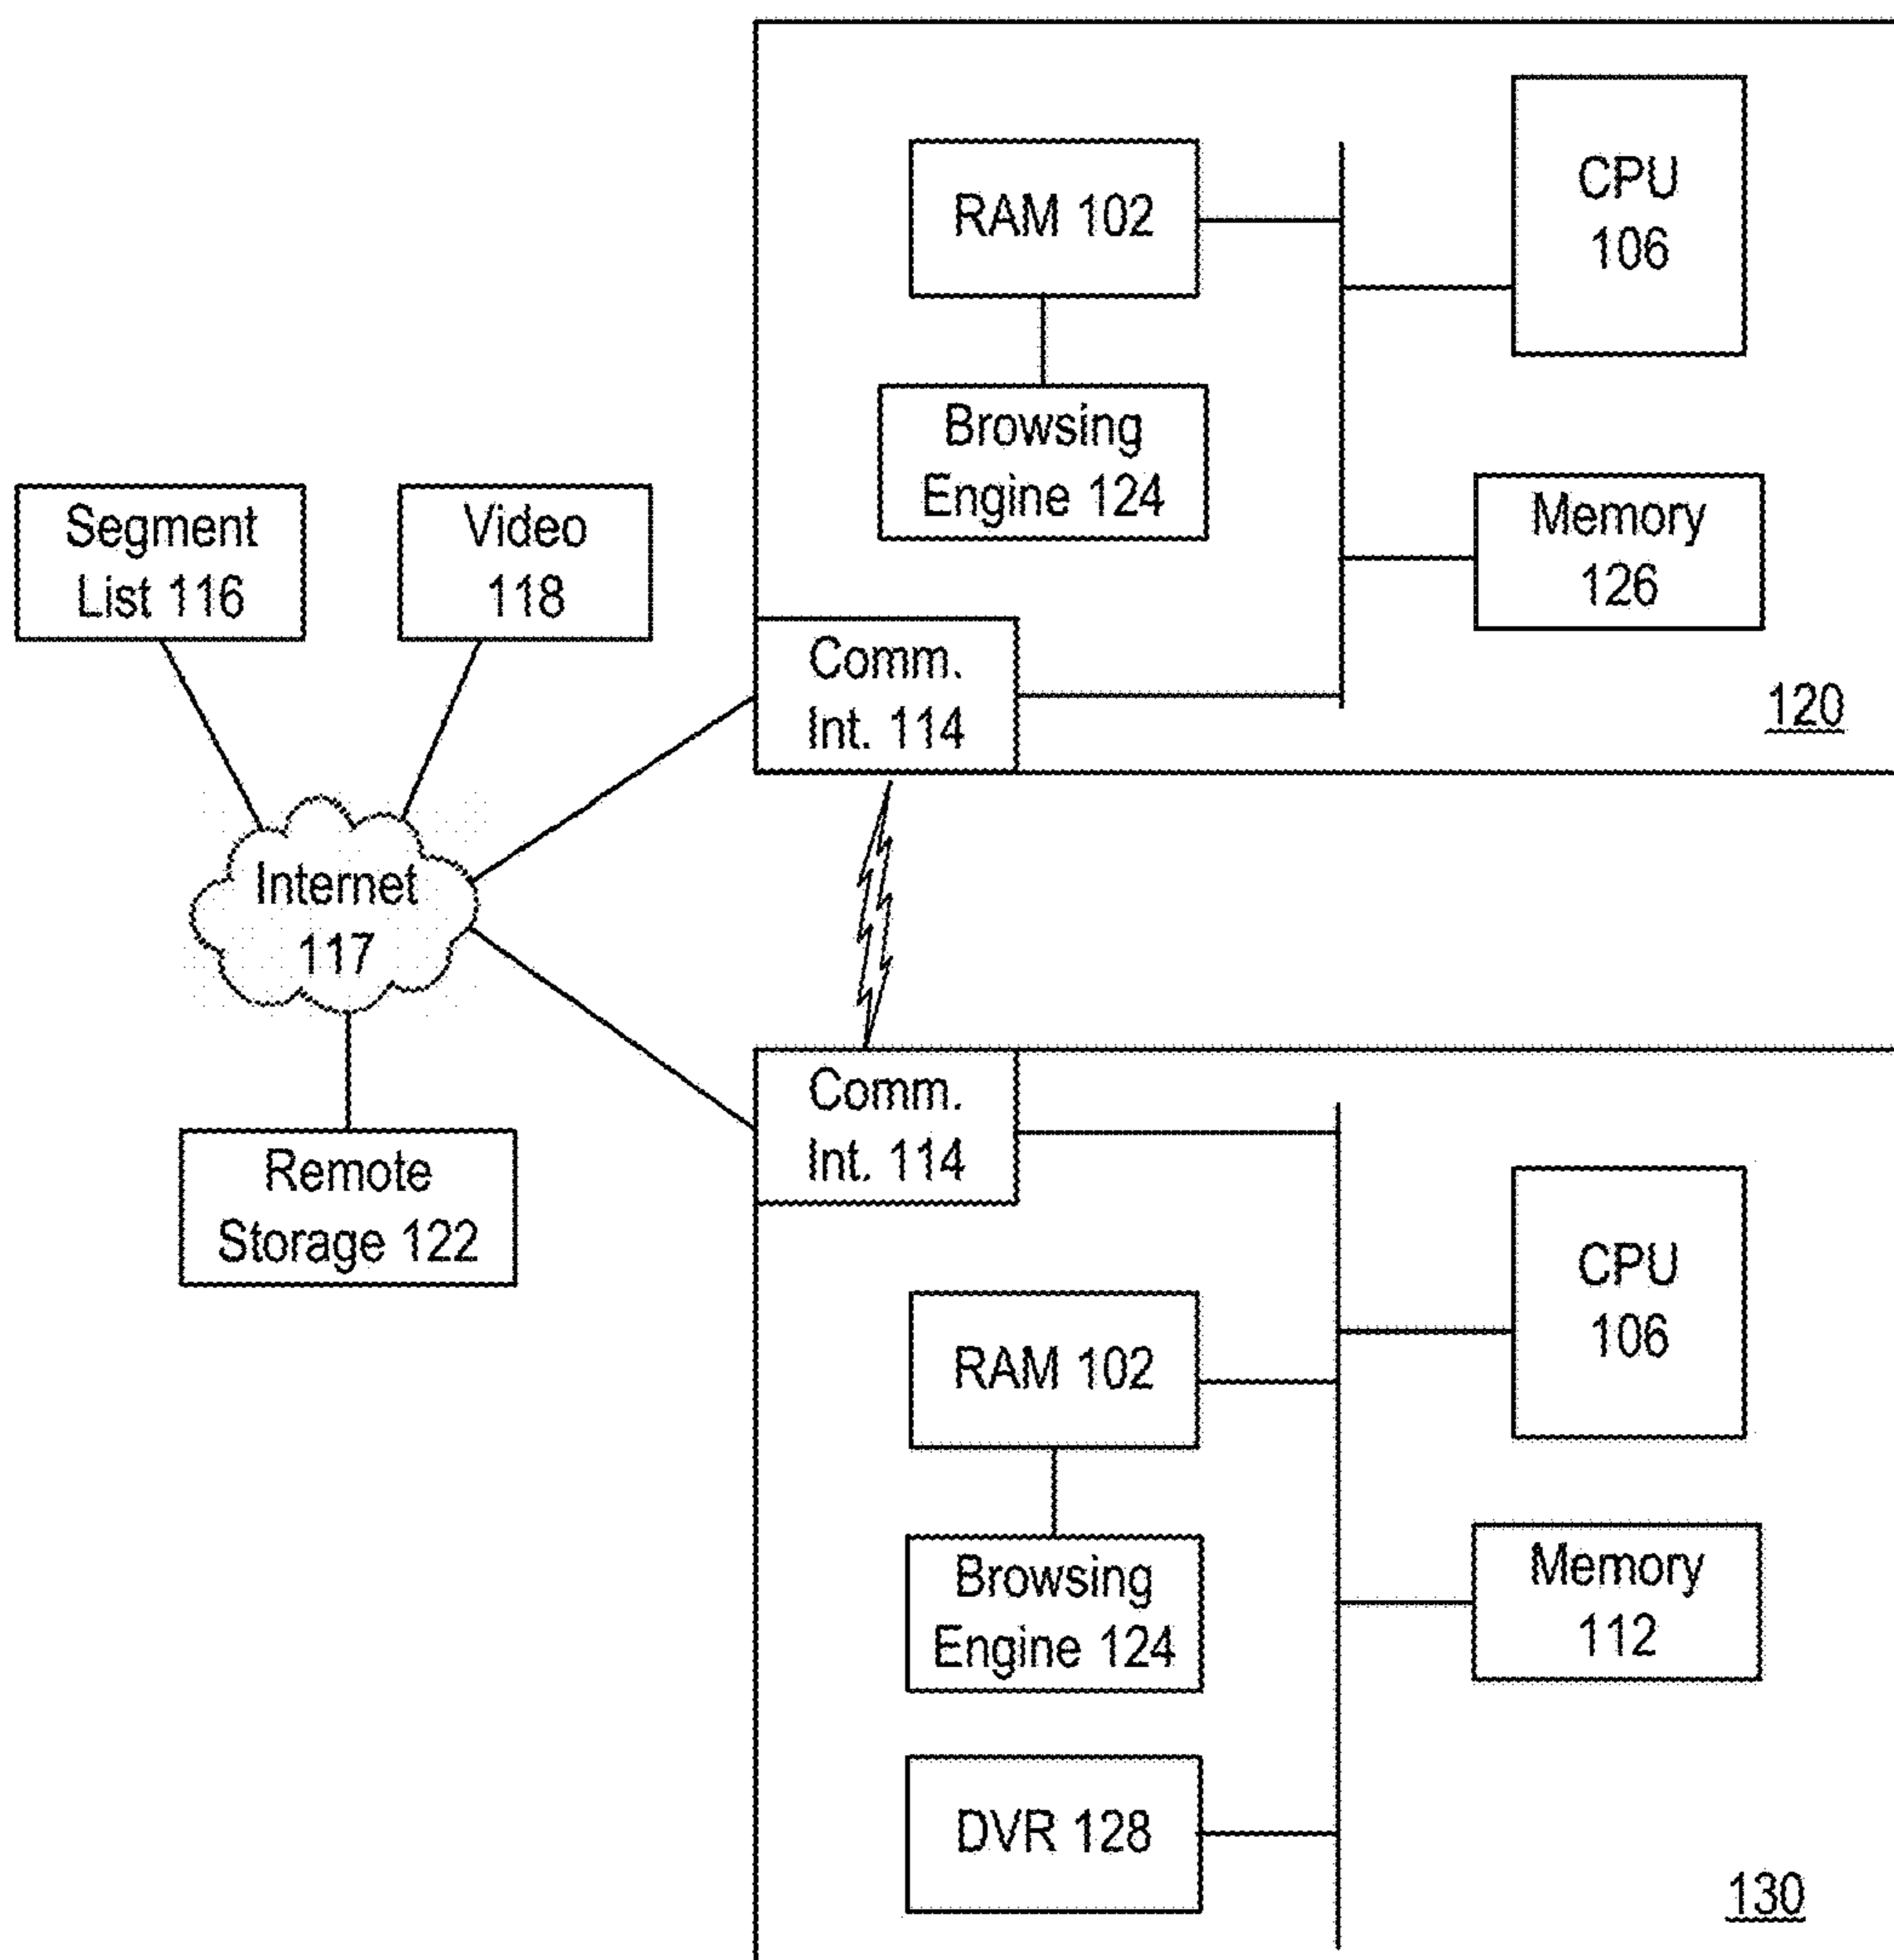 RAM 102
CPU
106
Browsing
Engine 124
Memory
126
Segment
List 116
Video
118
Comm.
Int. 114
120
Internet
117
Comm.
Int. 114
Remote
Storage 122
CPU
106
RAM 102
Browsing
Engine 124
Memory
112
DVR 128
130